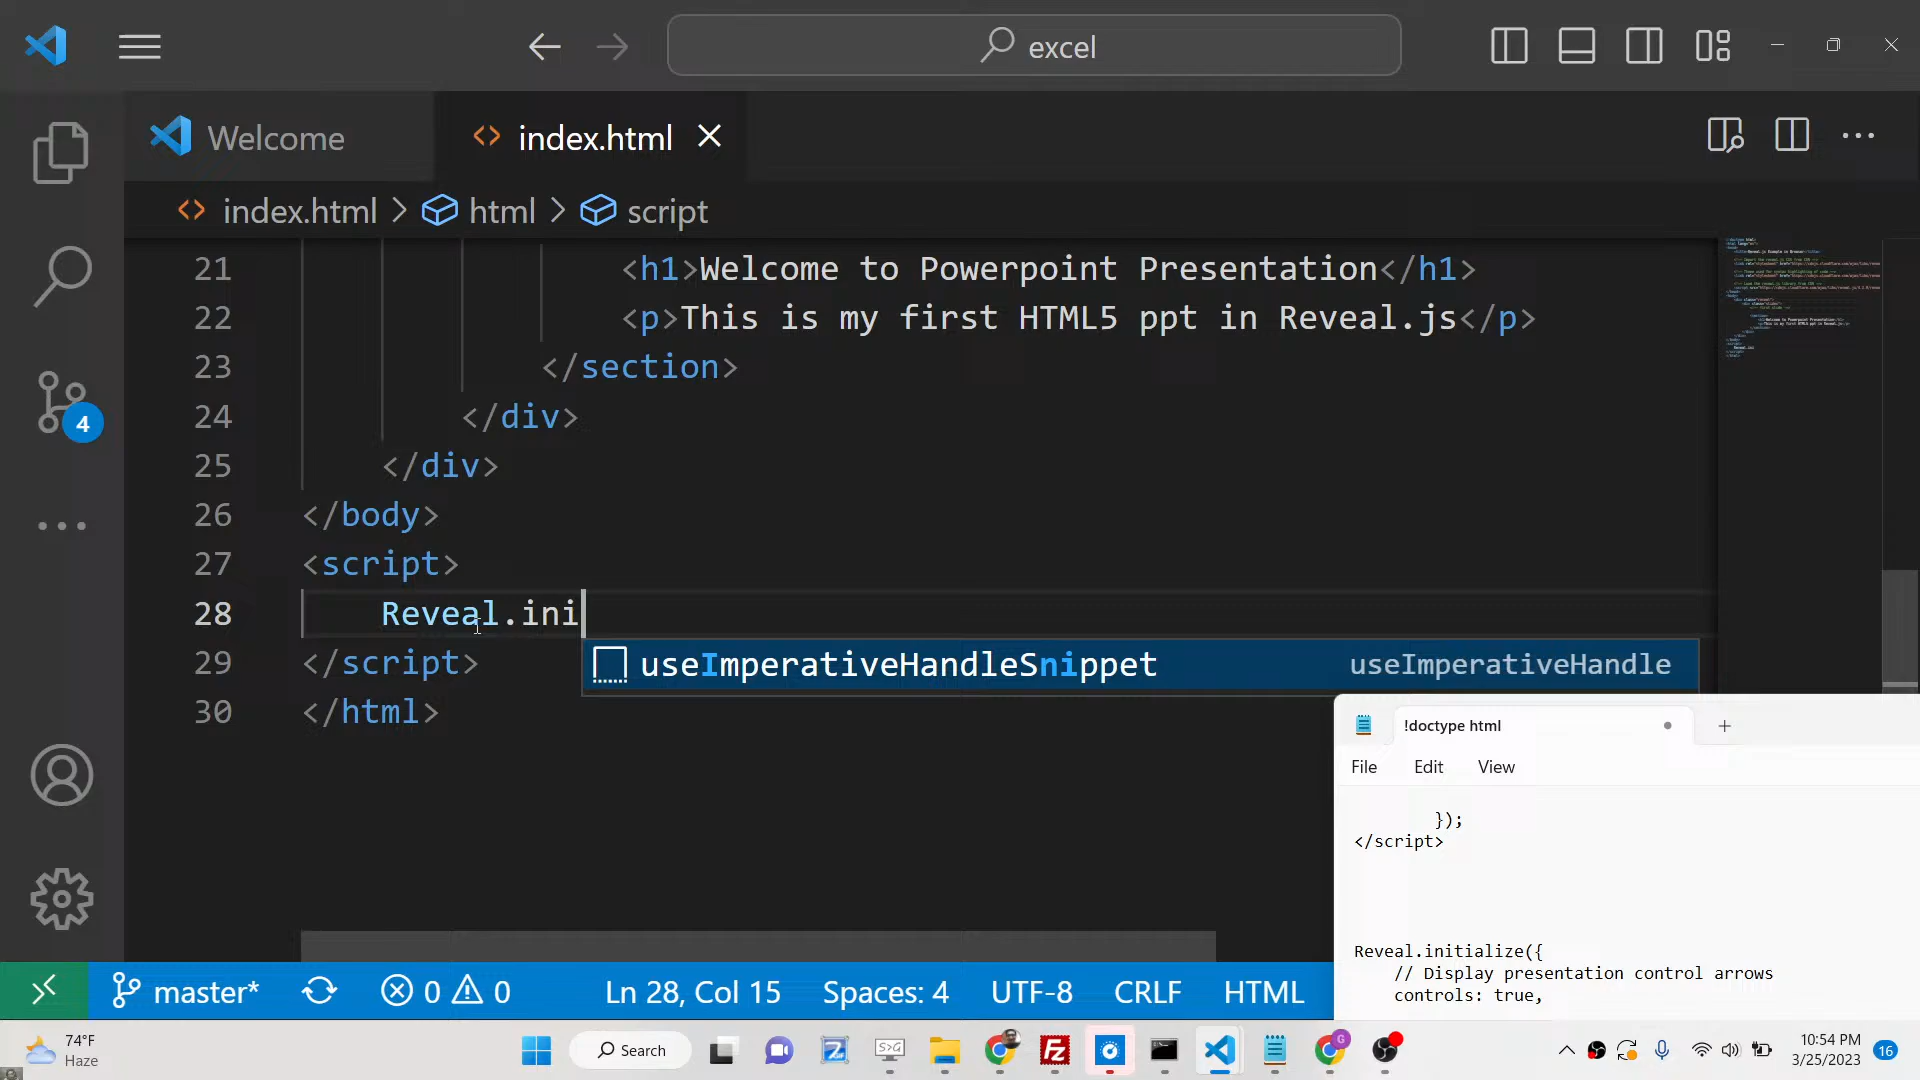 excel
Welcome
index.html
index.html > html > script
21 <h1>Welcome to Powerpoint Presentation</h1>
22 <p>This is my first HTML5 ppt in Reveal.js</p>
23 </section>
24 </div>
25 </div>
26 </body>
27 <script>
28 Reveal.ini
29 </script>
30 </html>
useImperativeHandleSnippet useImperativeHandle
4
!doctype html
File Edit View
});
</script>
Reveal.initialize({
// Display presentation control arrows
controls: true,
master* 0 0 Ln 28, Col 15 Spaces: 4 UTF-8 CRLF HTML
74°F
Haze
Search
10:54 PM
3/25/2023
16